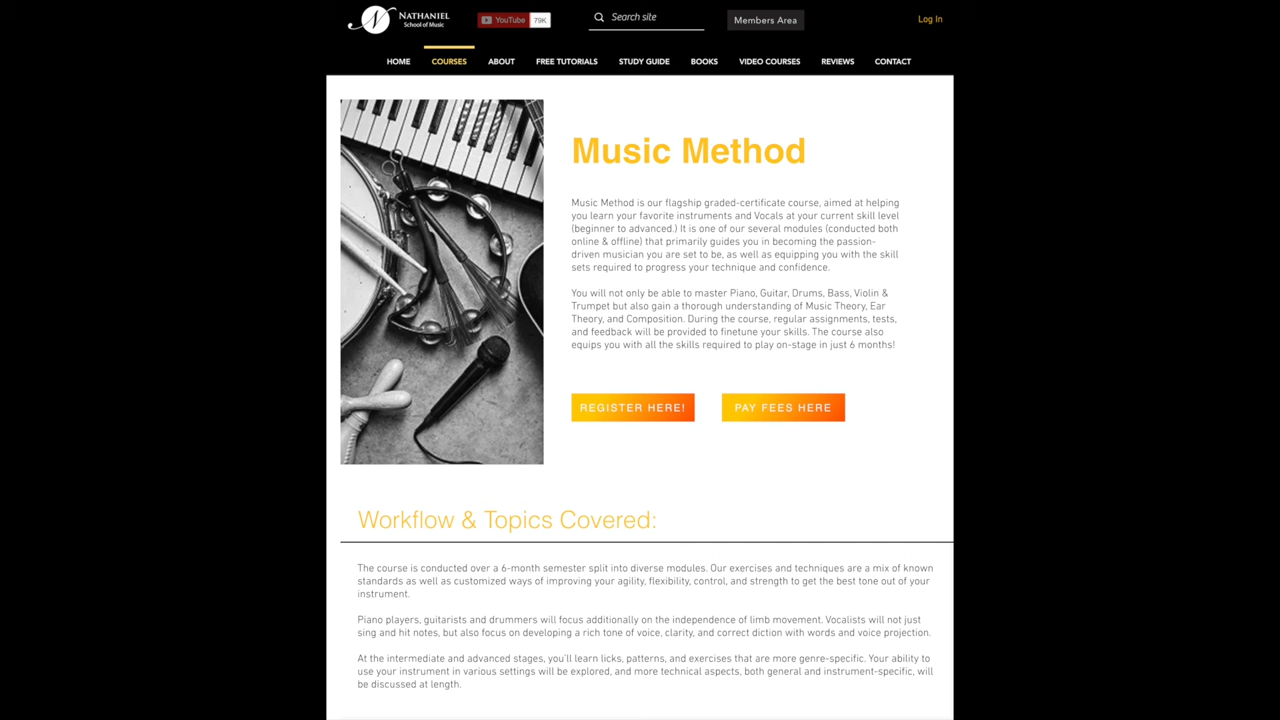 NATHANIEL
School of Music
YouTube 79K
Search site
Members Area
Log In
HOME COURSES ABOUT FREE TUTORIALS STUDY GUIDE BOOKS VIDEO COURSES REVIEWS CONTACT
Music Method
Music Method is our flagship graded-certificate course, aimed at helping
you learn your favorite instruments and Vocals at your current skill level
(beginner to advanced.) It is one of our several modules (conducted both
online & offline) that primarily guides you in becoming the passion-
driven musician you are set to be, as well as equipping you with the skill
sets required to progress your technique and confidence.
You will not only be able to master Piano, Guitar, Drums, Bass, Violin &
Trumpet but also gain a thorough understanding of Music Theory, Ear
Theory, and Composition. During the course, regular assignments, tests,
and feedback will be provided to finetune your skills. The course also
equips you with all the skills required to play on-stage in just 6 months!
REGISTER HERE! PAY FEES HERE
Workflow & Topics Covered:
The course is conducted over a 6-month semester split into diverse modules. Our exercises and techniques are a mix of known
standards as well as customized ways of improving your agility, flexibility, control, and strength to get the best tone out of your
instrument.
Piano players, guitarists and drummers will focus additionally on the independence of limb movement. Vocalists will not just
sing and hit notes, but also focus on developing a rich tone of voice, clarity, and correct diction with words and voice projection.
At the intermediate and advanced stages, you'll learn licks, patterns, and exercises that are more genre-specific. Your ability to
use your instrument in various settings will be explored, and more technical aspects, both general and instrument-specific, will
be discussed at length.